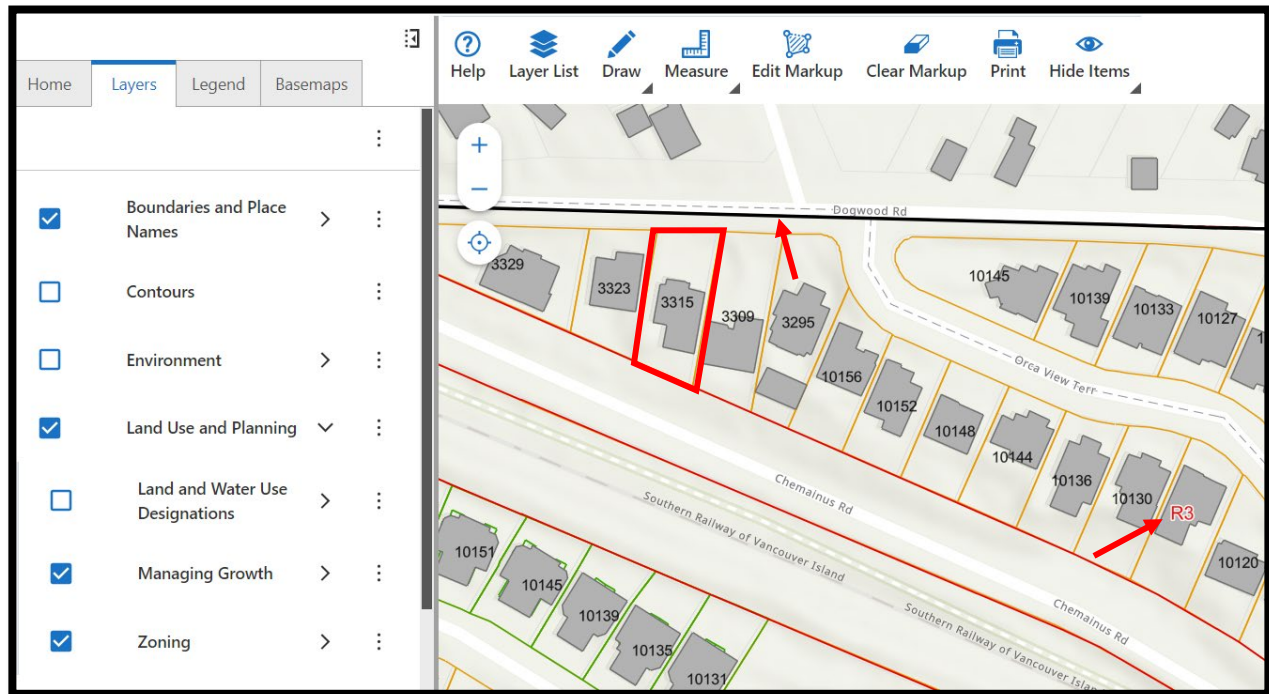 Help
Layer List
Draw
Measure
Edit Markup
Clear Markup
Print
Hide Items
Home
Layers
Legend
Basemaps
Boundaries and Place
Names
Contours
Environment
Land Use and Planning
Land and Water Use
Designations
Managing Growth
Zoning
+
−
Dogwood Rd
3329
3323
3315
3309
3295
10145
10139
10133
10127
10156
10152
10148
10144
10136
10130
R3
10120
Orca View Terr
Chemainus Rd
Southern Railway of Vancouver Island
Chemainus Rd
Southern Railway of Vancouver Island
10151
10145
10139
10135
10131